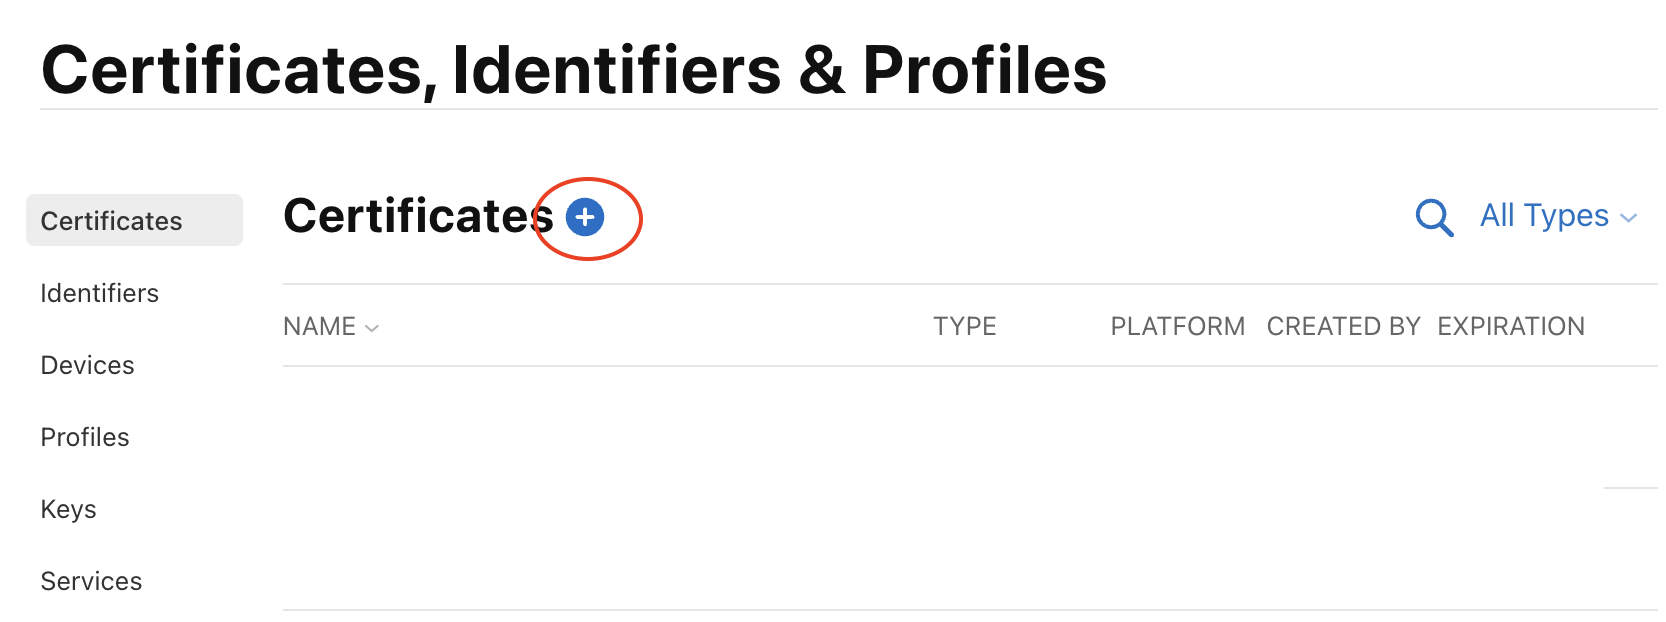 Certificates, Identifiers & Profiles
Certificates
Identifiers
Devices
Profiles
Keys
Services
Certificates
All Types
NAME TYPE PLATFORM CREATED BY EXPIRATION